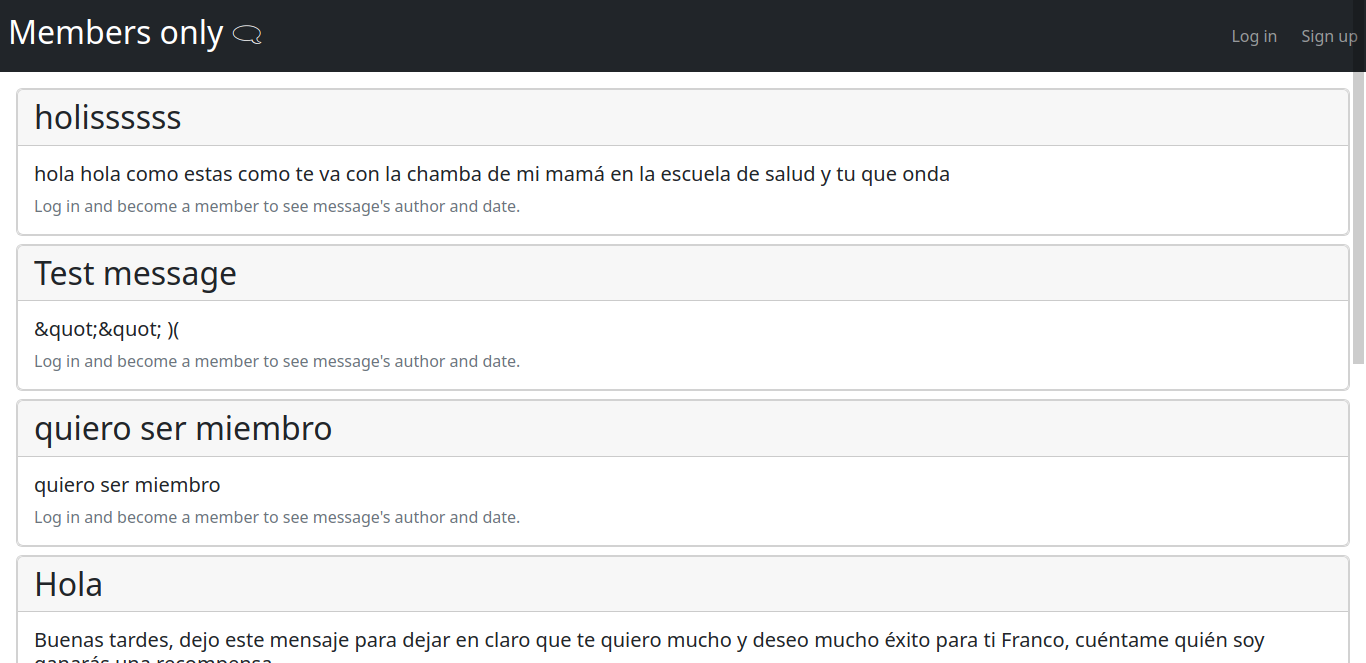 Members only
Log in
Sign up
holissssss
hola hola como estas como te va con la chamba de mi mamá en la escuela de salud y tu que onda
Log in and become a member to see message's author and date.
Test message
&quot;&quot; )(
Log in and become a member to see message's author and date.
quiero ser miembro
quiero ser miembro
Log in and become a member to see message's author and date.
Hola
Buenas tardes, dejo este mensaje para dejar en claro que te quiero mucho y deseo mucho éxito para ti Franco, cuéntame quién soy
ganarás una recompensa